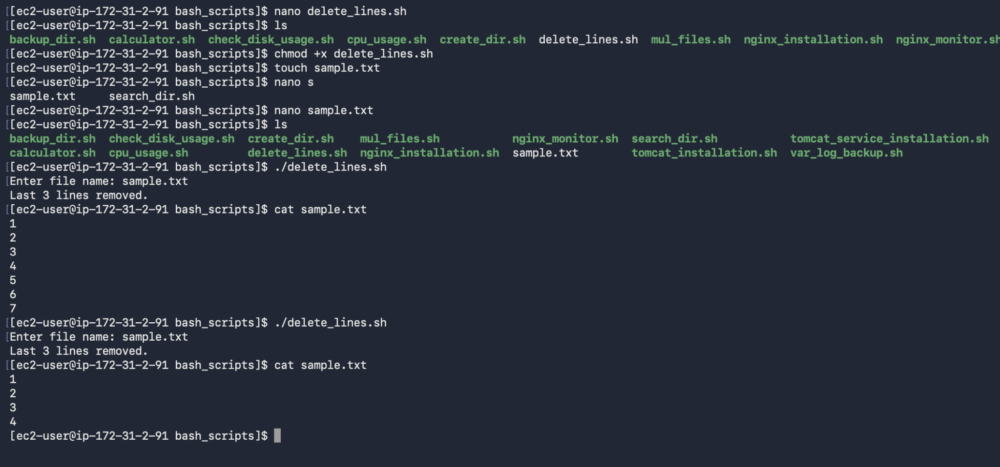 [[ec2-user@ip-172-31-2-91 bash_scripts]$ nano delete_lines.sh
[[ec2-user@ip-172-31-2-91 bash_scripts]$ ls
backup_dir.sh  calculator.sh  check_disk_usage.sh  cpu_usage.sh  create_dir.sh  delete_lines.sh  mul_files.sh  nginx_installation.sh  nginx_monitor.sh
[[ec2-user@ip-172-31-2-91 bash_scripts]$ chmod +x delete_lines.sh
[[ec2-user@ip-172-31-2-91 bash_scripts]$ touch sample.txt
[[ec2-user@ip-172-31-2-91 bash_scripts]$ nano s
sample.txt     search_dir.sh
[[ec2-user@ip-172-31-2-91 bash_scripts]$ nano sample.txt
[[ec2-user@ip-172-31-2-91 bash_scripts]$ ls
backup_dir.sh  check_disk_usage.sh  create_dir.sh    mul_files.sh           nginx_monitor.sh  search_dir.sh           tomcat_service_installation.sh
calculator.sh  cpu_usage.sh         delete_lines.sh  nginx_installation.sh  sample.txt        tomcat_installation.sh  var_log_backup.sh
[[ec2-user@ip-172-31-2-91 bash_scripts]$ ./delete_lines.sh
[Enter file name: sample.txt
Last 3 lines removed.
[[ec2-user@ip-172-31-2-91 bash_scripts]$ cat sample.txt
1
2
3
4
5
6
7
[[ec2-user@ip-172-31-2-91 bash_scripts]$ ./delete_lines.sh
[Enter file name: sample.txt
Last 3 lines removed.
[[ec2-user@ip-172-31-2-91 bash_scripts]$ cat sample.txt
1
2
3
4
[ec2-user@ip-172-31-2-91 bash_scripts]$